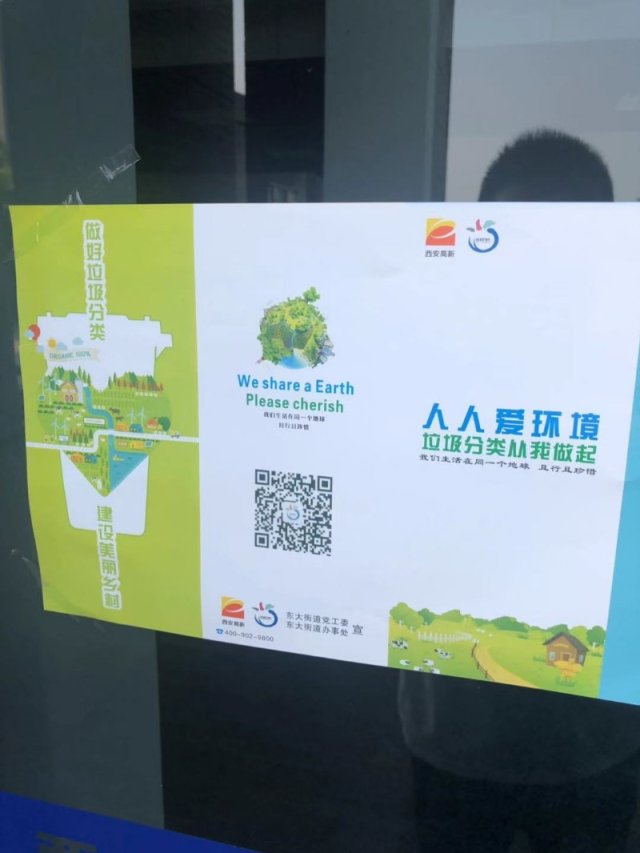 做好垃圾分类
ORGANIC 100%
建设美丽乡村
We share a Earth
Please cherish
我们生活在同一个地球
且行且珍惜
西安高新
东大街道党工委
东大街道办事处 宣
☎400-902-9800
西安高新
人人爱环境
垃圾分类从我做起
我们生活在同一个地球 且行且珍惜